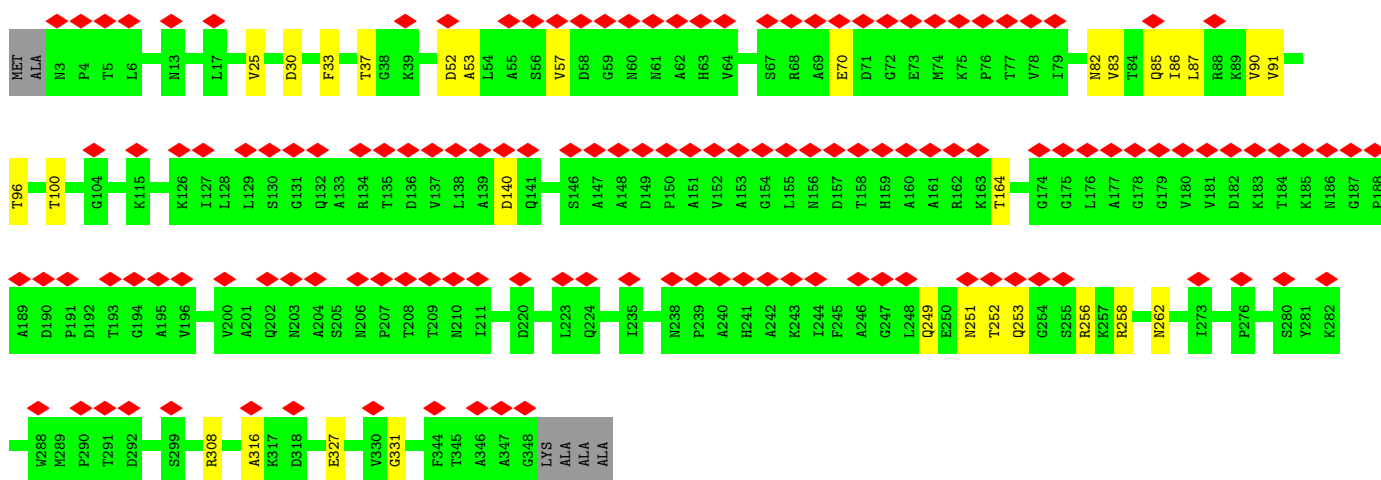 MET ALA N3 P4 T5 L6 N13 L17 V25 D30 F33 T37 G38 K39 D52 A53 L54 A55 S56 V57 D58 G59 N60 N61 A62 H63 V64 S67 R68 A69 E70 D71 G72 E73 M74 K75 P76 T77 V78 I79 N82 V83 T84 Q85 I86 L87 R88 K89 V90 V91
T96 T100 G104 K115 K126 I127 L128 L129 S130 G131 Q132 A133 R134 T135 D136 V137 L138 A139 D140 Q141 S146 A147 A148 D149 P150 A151 V152 A153 G154 L155 N156 D157 T158 H159 A160 A161 R162 K163 T164 G174 G175 L176 A177 G178 G179 V180 V181 D182 K183 T184 K185 N186 G187 P188
A189 D190 P191 D192 T193 G194 A195 V196 V200 A201 Q202 N203 A204 S205 N206 P207 T208 T209 N210 I211 D220 L223 Q224 I235 N238 P239 A240 H241 A242 K243 I244 F245 A246 G247 L248 Q249 E250 N251 T252 Q253 G254 S255 R256 K257 R258 N262 I273 P276 S280 Y281 K282
W288 M289 P290 T291 D292 S299 R308 A316 K317 D318 E327 V330 G331 F344 T345 A346 A347 G348 LYS ALA ALA ALA